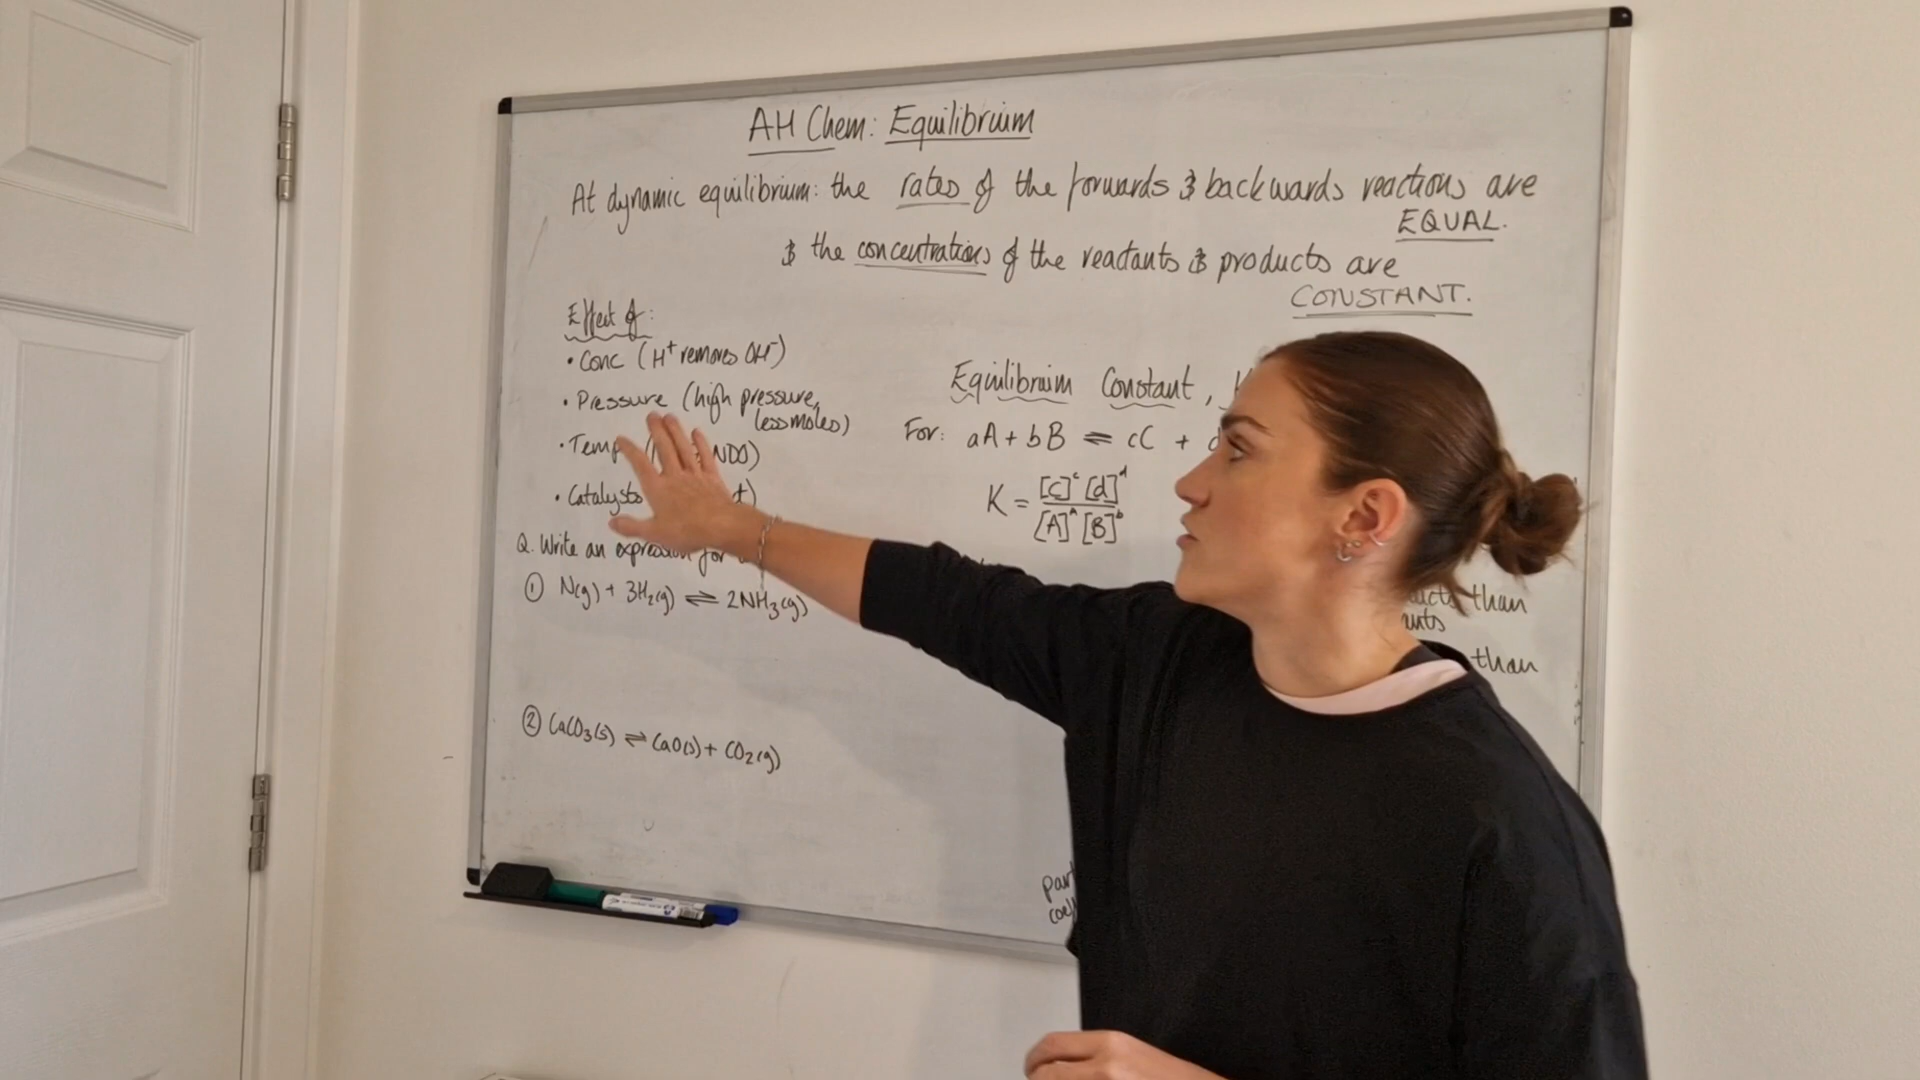 AH Chem: Equilibrium
At dynamic equilibrium: the rates of the forwards & backwards reactions are
EQUAL.
& the concentrations of the reactants & products are
CONSTANT.
Effect of:
• Conc (H⁺ removes OH⁻)
• Pressure (high pressure,
less moles)
• Temp
• Catalysts
Q. Write an expression for
① N(g) + 3H₂(g) ⇌ 2NH₃(g)
② CaCO₃(s) ⇌ CaO(s) + CO₂(g)
Equilibrium Constant,
For: aA + bB ⇌ cC +
K = [C]ᶜ [d]ᵈ
[A]ᵃ [B]ᵇ
than
than